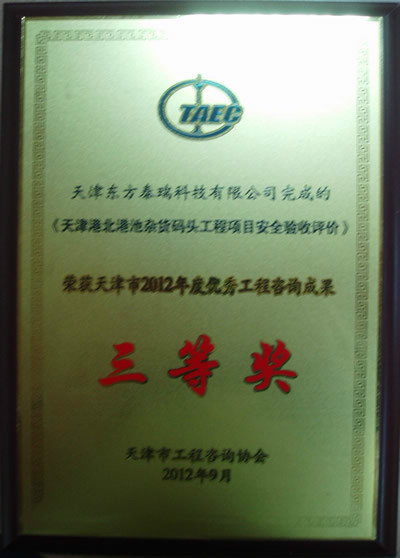 TAEC
天津东方泰瑞科技有限公司完成的
《天津港北港池杂货码头工程项目安全验收评价》
荣获天津市2012年度优秀工程咨询成果
三等奖
天津市工程咨询协会
2012年9月